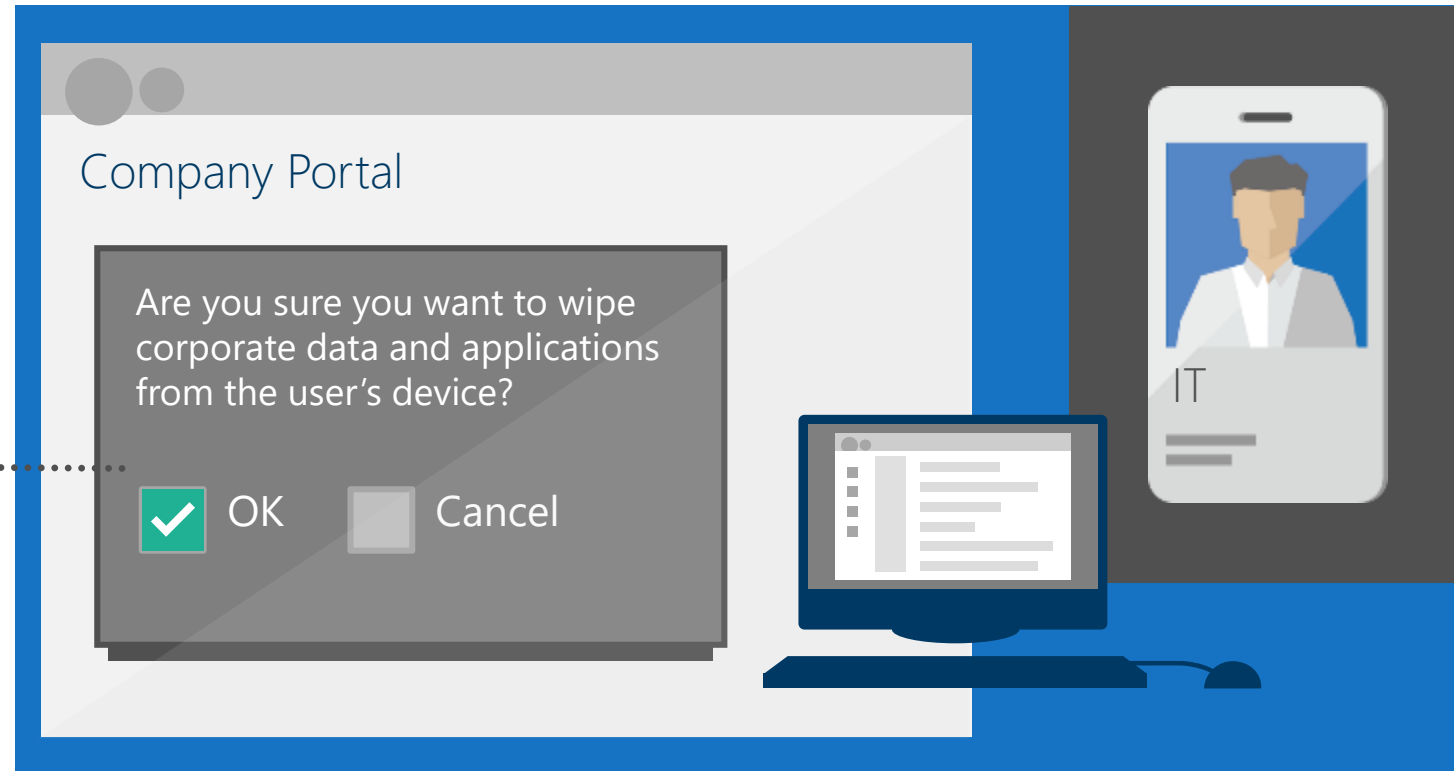 Company Portal
Are you sure you want to wipe
corporate data and applications
from the user’s device?
OK Cancel
IT